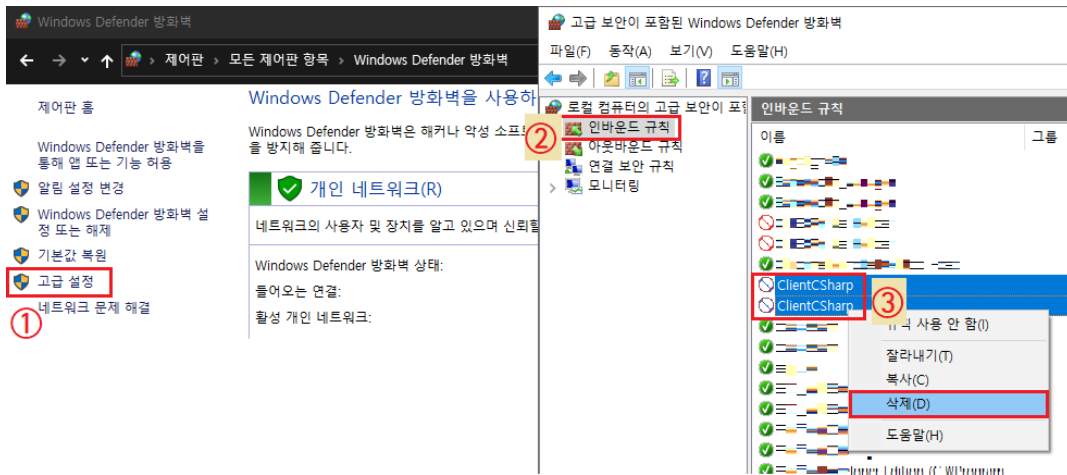 Windows Defender 방화벽
제어판 › 모든 제어판 항목 › Windows Defender 방화벽
제어판 홈
Windows Defender 방화벽을
통해 앱 또는 기능 허용
알림 설정 변경
Windows Defender 방화벽 설
정 또는 해제
기본값 복원
고급 설정
네트워크 문제 해결
①
Windows Defender 방화벽을 사용하
Windows Defender 방화벽은 해커나 악성 소프
을 방지해 줍니다.
개인 네트워크(R)
네트워크의 사용자 및 장치를 알고 있으며 신뢰할
Windows Defender 방화벽 상태:
들어오는 연결:
활성 개인 네트워크:
고급 보안이 포함된 Windows Defender 방화벽
파일(F) 동작(A) 보기(V) 도움말(H)
로컬 컴퓨터의 고급 보안이 포
② 인바운드 규칙
아웃바운드 규칙
연결 보안 규칙
모니터링
인바운드 규칙
이름 그룹
ClientCSharp
ClientCSharp
③
규칙 사용 안 함(I)
잘라내기(T)
복사(C)
삭제(D)
도움말(H)
Edition (C:\Program